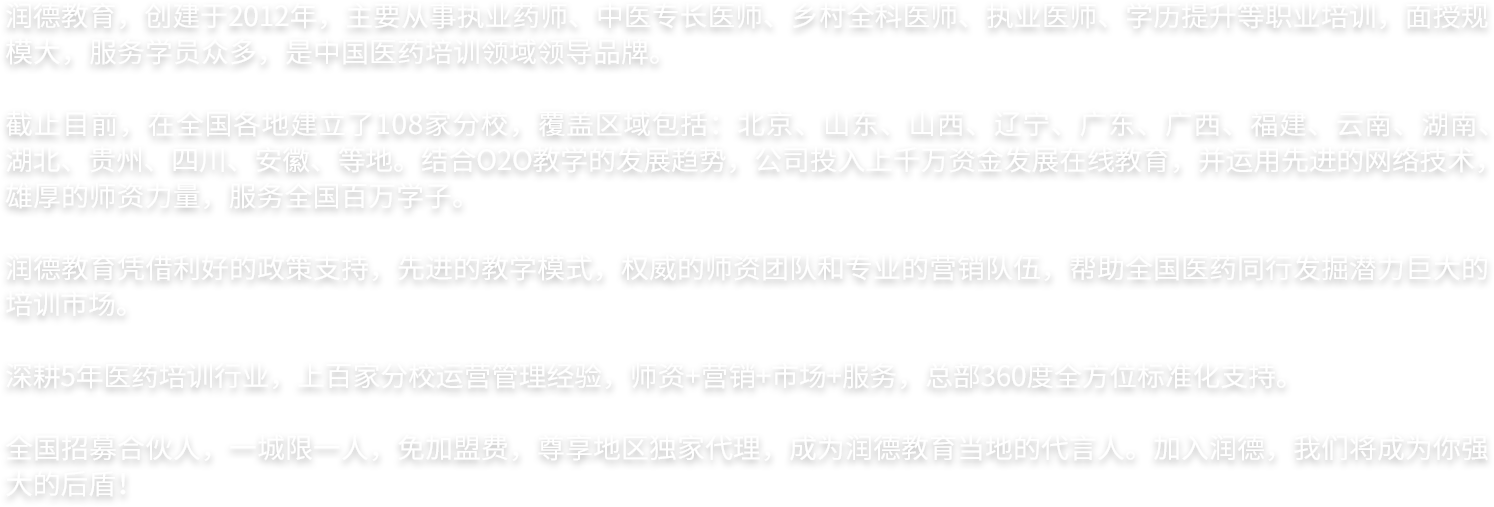 润德教育，创建于2012年，主要从事执业药师、中医专长医师、乡村全科医师、执业医师、学历提升等职业培训，面授规
模大，服务学员众多，是中国医药培训领域领导品牌。
截止目前，在全国各地建立了108家分校，覆盖区域包括：北京、山东、山西、辽宁、广东、广西、福建、云南、湖南、
湖北、贵州、四川、安徽、等地。结合O2O教学的发展趋势，公司投入上千万资金发展在线教育，并运用先进的网络技术，
雄厚的师资力量，服务全国百万学子。
润德教育凭借利好的政策支持，先进的教学模式，权威的师资团队和专业的营销队伍，帮助全国医药同行发掘潜力巨大的
培训市场。
深耕5年医药培训行业，上百家分校运营管理经验，师资+营销+市场+服务，总部360度全方位标准化支持。
全国招募合伙人，一城限一人，免加盟费，尊享地区独家代理，成为润德教育当地的代言人。加入润德，我们将成为你强
大的后盾！